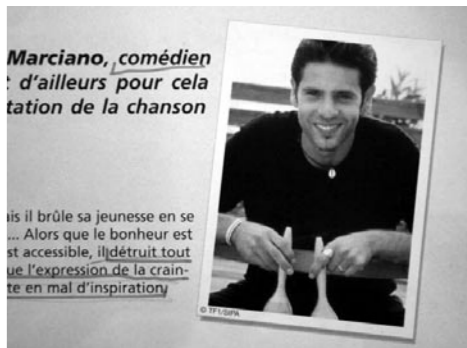 Marciano, comédien
t d'ailleurs pour cela
tation de la chanson
ais il brûle sa jeunesse en se
... Alors que le bonheur est
st accessible, il détruit tout
ue l'expression de la crain-
te en mal d'inspiration
© TF1/SIPA